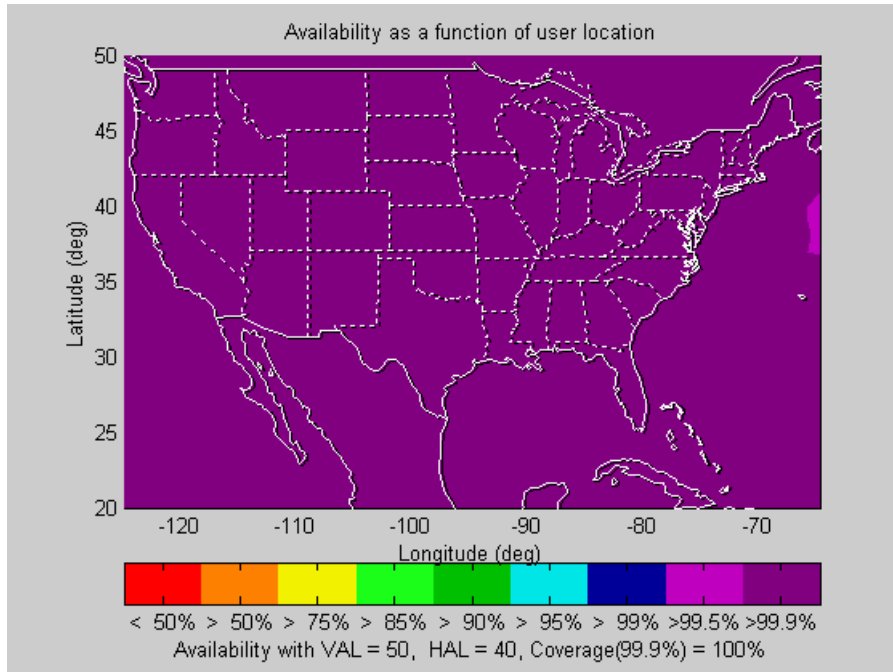 Availability as a function of user location
50
45
40
35
30
25
20
Latitude (deg)
-120 -110 -100 -90 -80 -70
Longitude (deg)
< 50% > 50% > 75% > 85% > 90% > 95% > 99% >99.5% >99.9%
Availability with VAL = 50, HAL = 40, Coverage(99.9%) = 100%